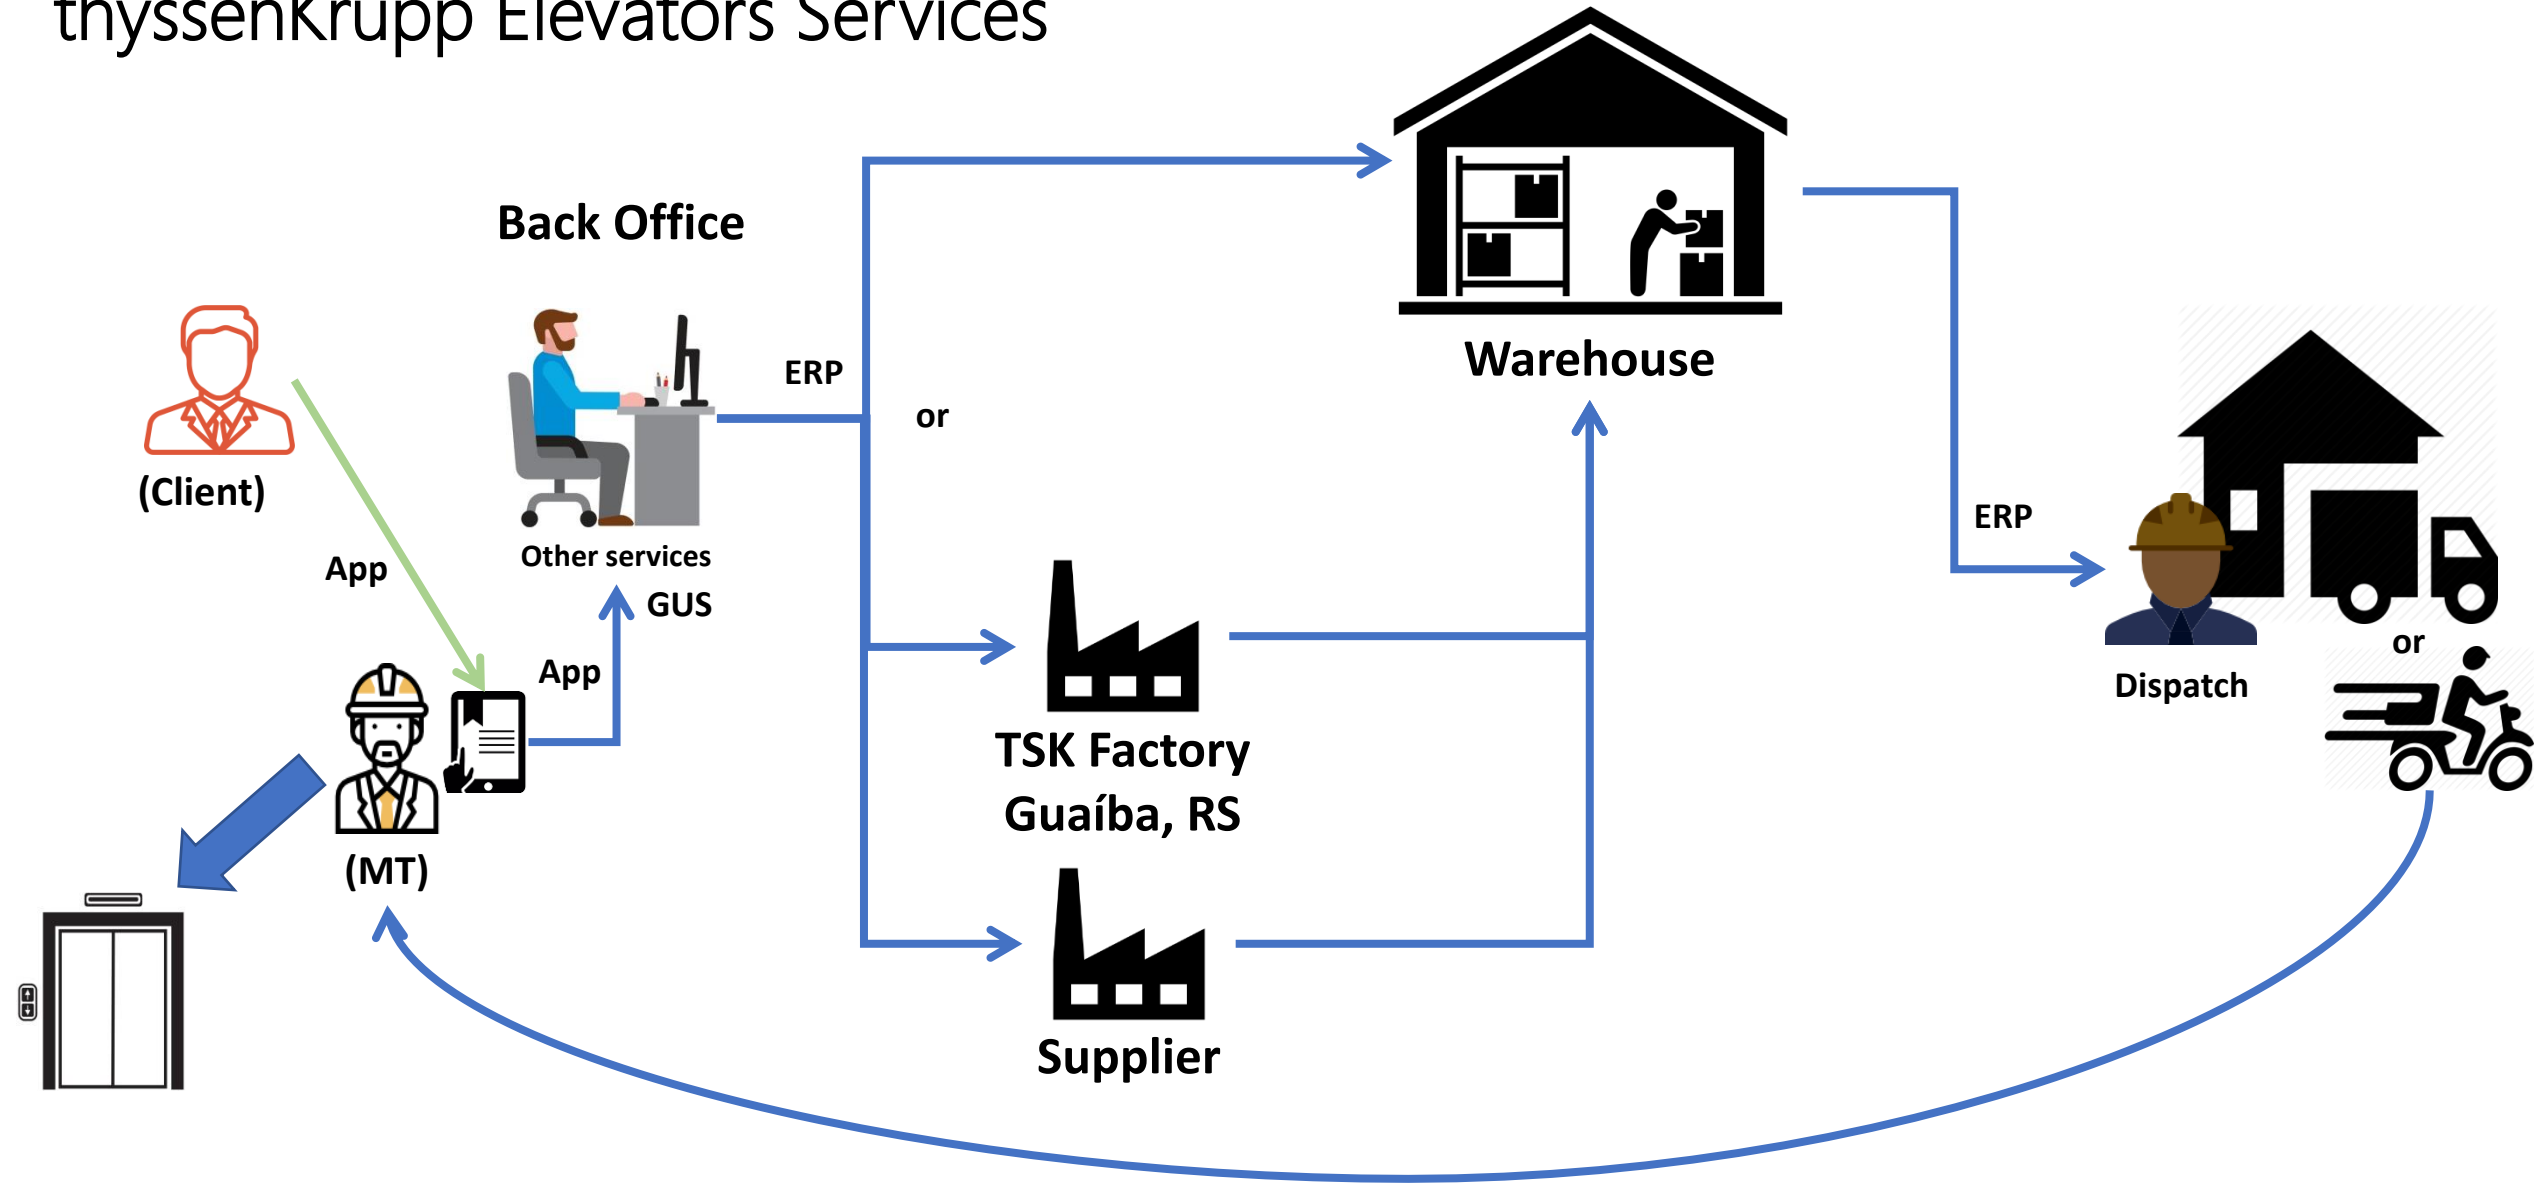 thyssenKrupp Elevators Services
Back Office
Warehouse
ERP
or
(Client)
ERP
Other services
App
GUS
or
App
Dispatch
TSK Factory
Guaíba, RS
(MT)
Supplier